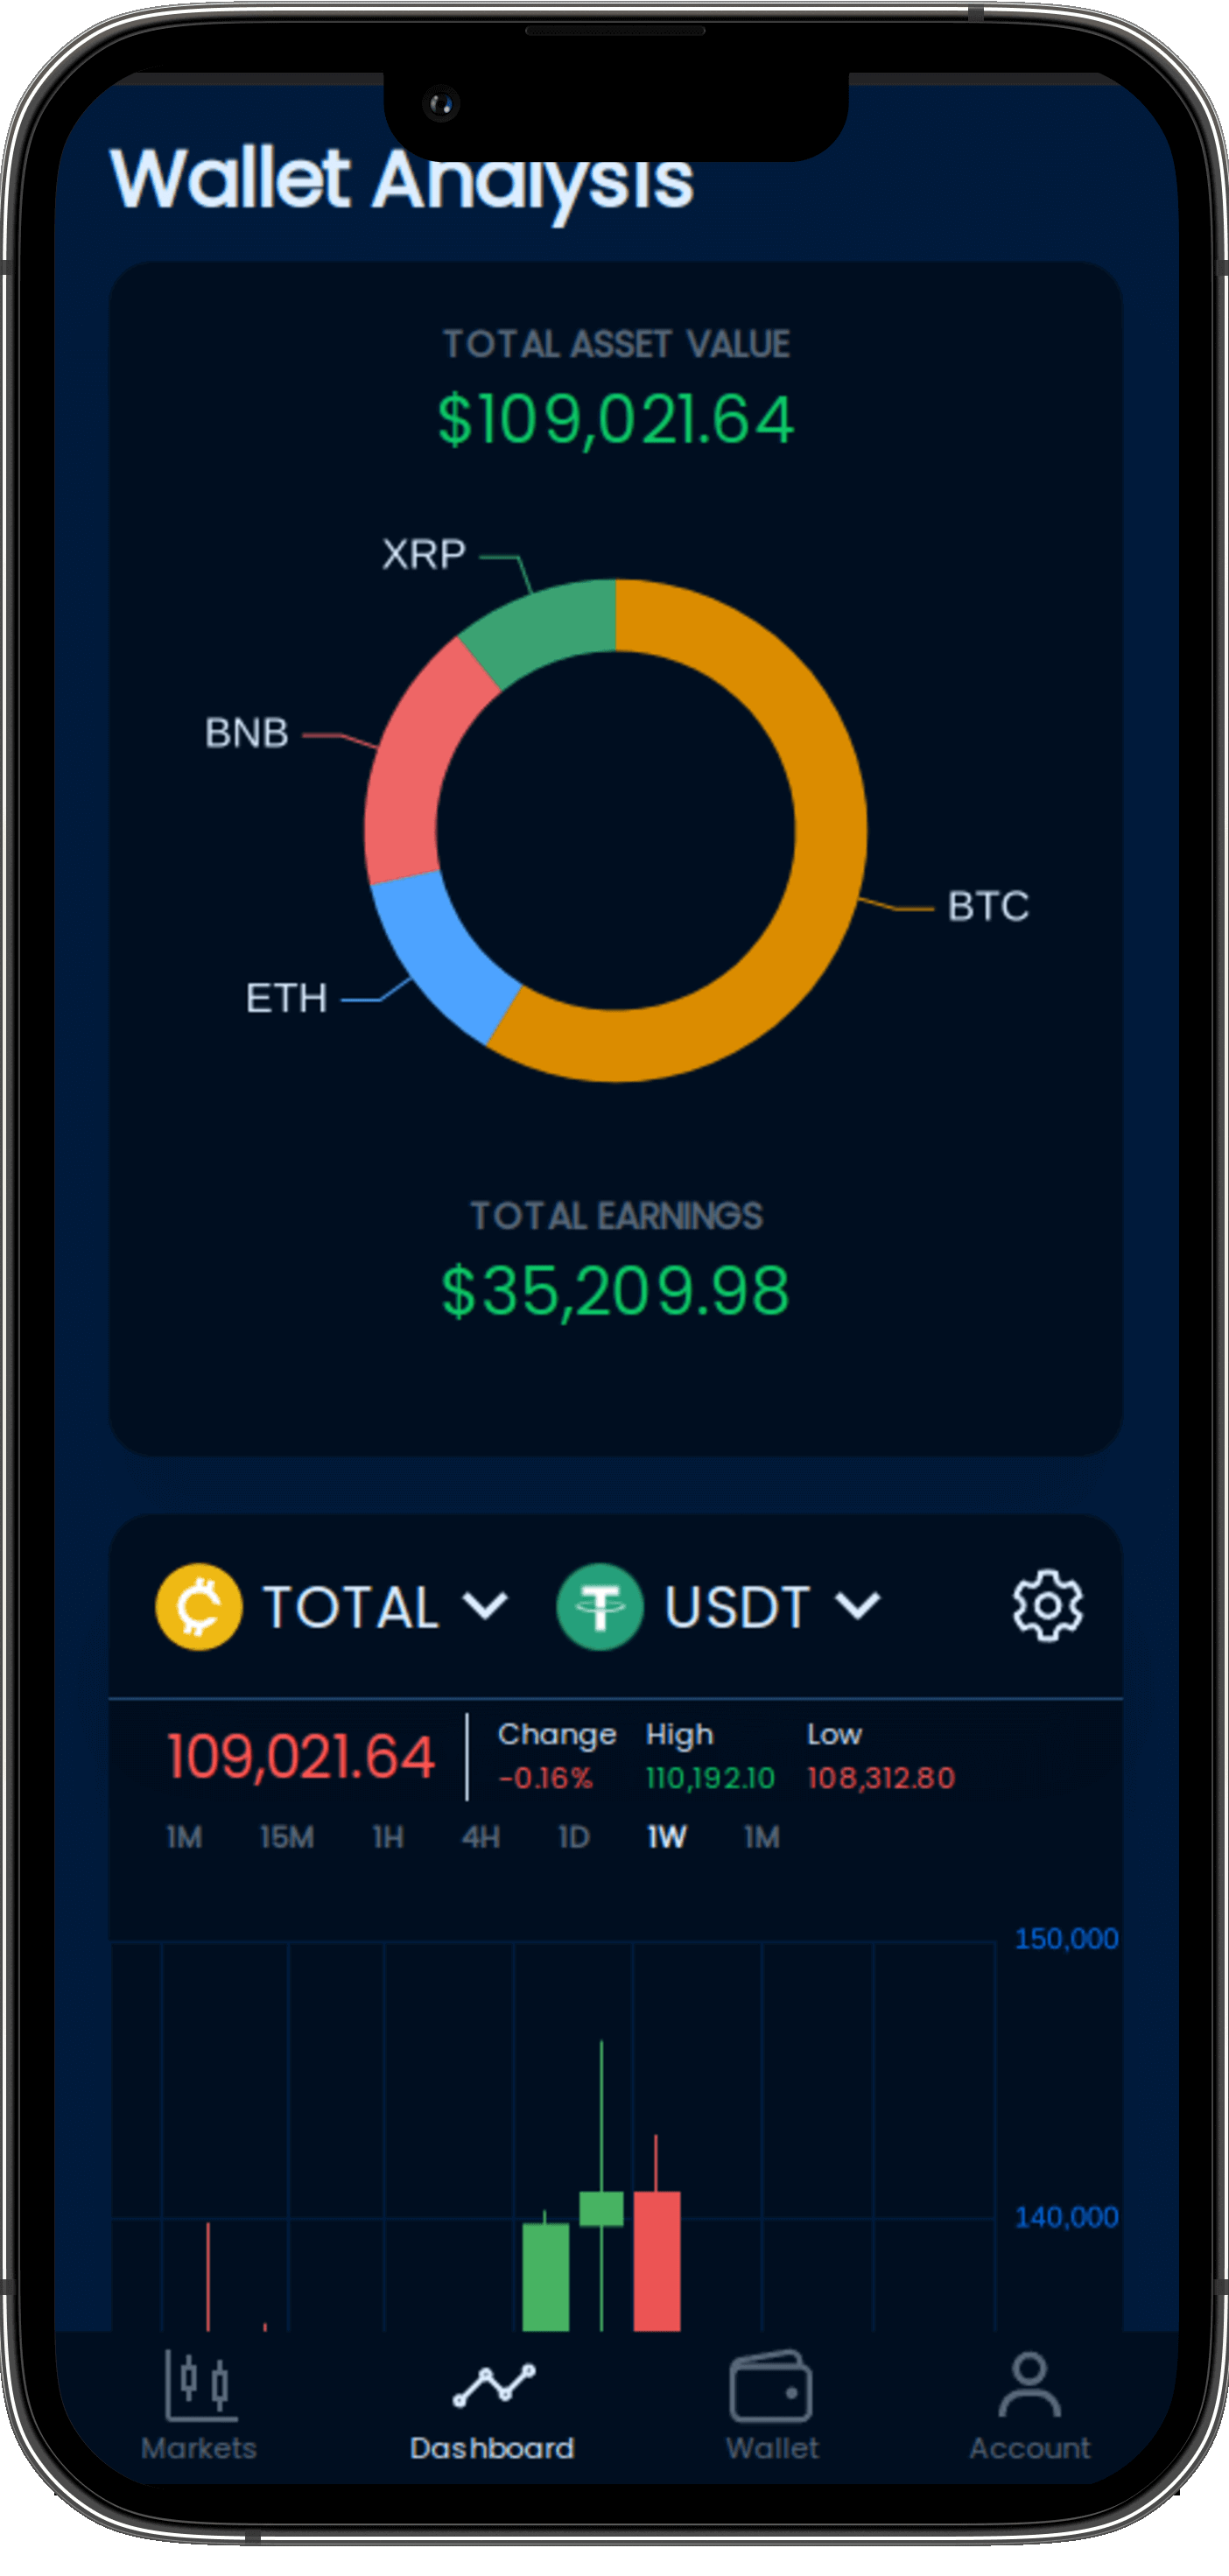 Wallet Analysis
TOTAL ASSET VALUE
$109,021.64
XRP
BNB
BTC
ETH
TOTAL EARNINGS
$35,209.98
TOTAL USDT
109,021.64
Change High Low
-0.16% 110,192.10 108,312.80
1M 15M 1H 4H 1D 1W 1M
150,000
140,000
Markets Dashboard Wallet Account